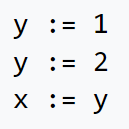 y := 1
y := 2
x := y